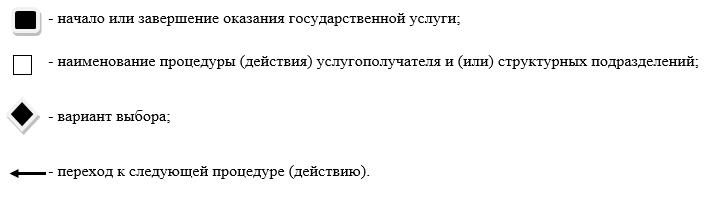 - начало или завершение оказания государственной услуги;
- наименование процедуры (действия) услугополучателя и (или) структурных подразделений;
- вариант выбора;
- переход к следующей процедуре (действию).